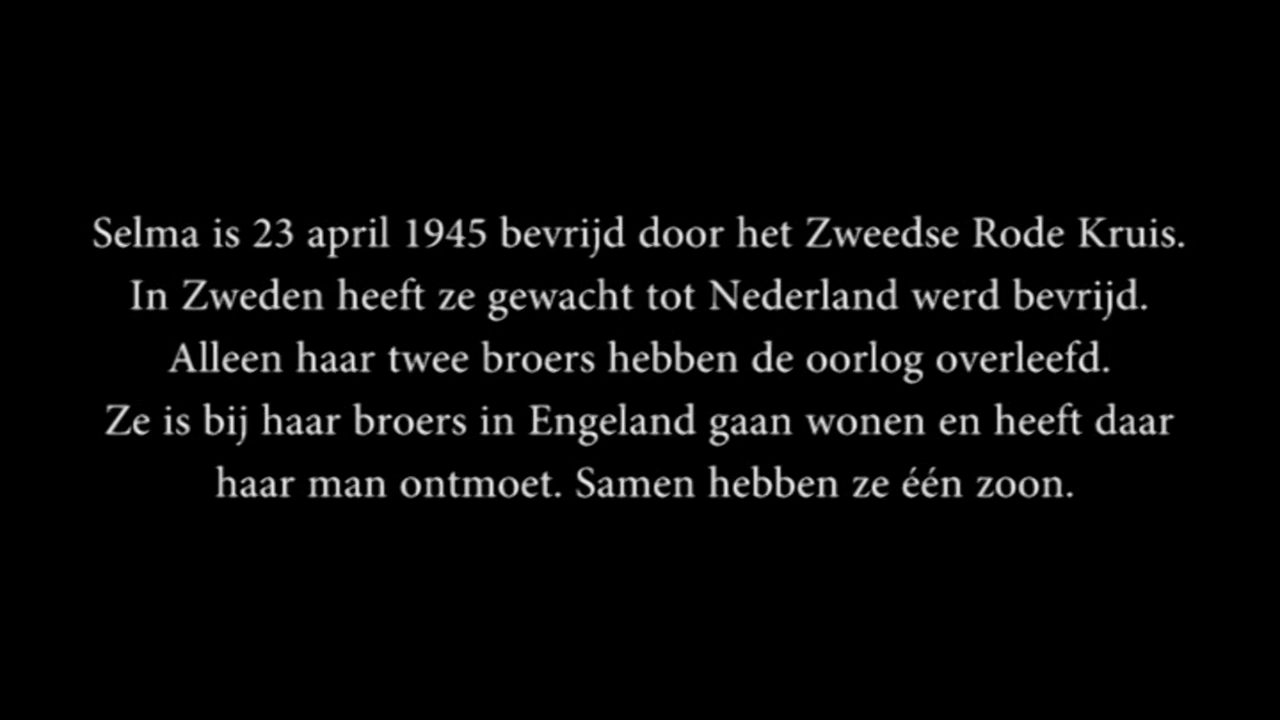 Selma is 23 april 1945 bevrijd door het Zweedse Rode Kruis.
In Zweden heeft ze gewacht tot Nederland werd bevrijd.
Alleen haar twee broers hebben de oorlog overleefd.
Ze is bij haar broers in Engeland gaan wonen en heeft daar
haar man ontmoet. Samen hebben ze één zoon.